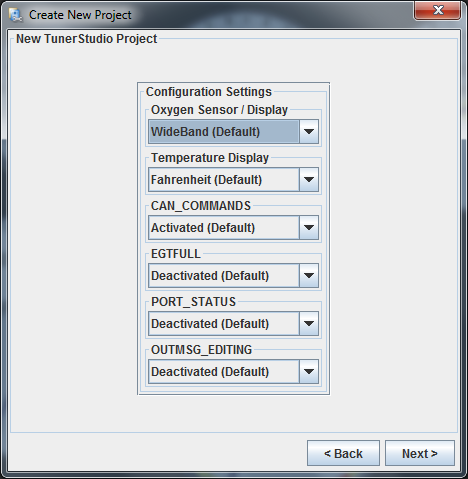 Create New Project
New TunerStudio Project
Configuration Settings
Oxygen Sensor / Display
WideBand (Default)
Temperature Display
Fahrenheit (Default)
CAN_COMMANDS
Activated (Default)
EGTFULL
Deactivated (Default)
PORT_STATUS
Deactivated (Default)
OUTMSG_EDITING
Deactivated (Default)
< Back
Next >